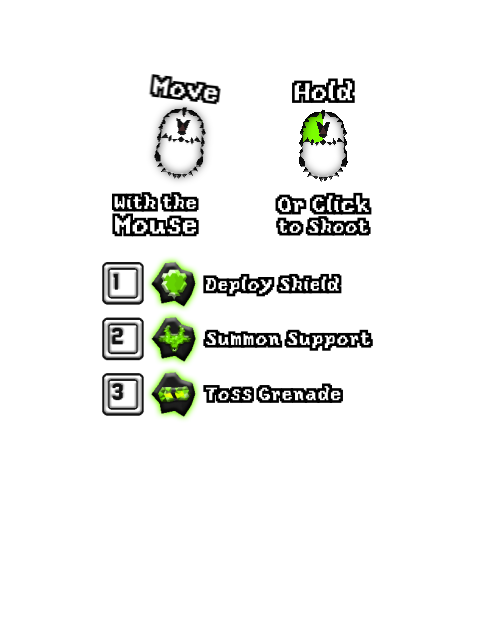 Move
With the
Mouse
Hold
Or Click
to Shoot
1 Deploy Shield
2 Summon Support
3 Toss Grenade